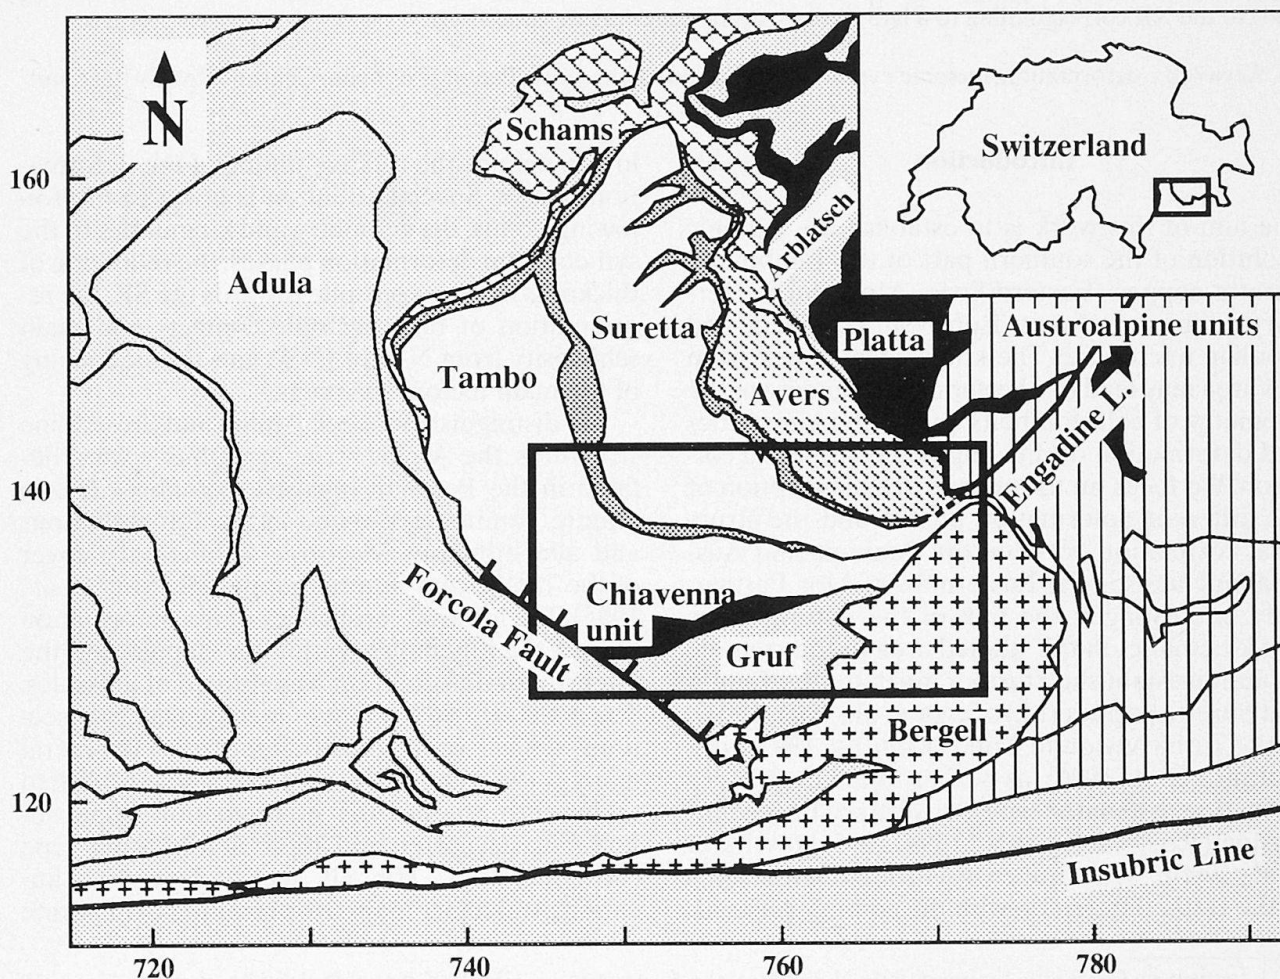 N
Schams
Switzerland
160
Arblatsch
Adula
Suretta
Platta
Austroalpine units
Tambo
Avers
Engadine L.
140
Forcola Fault
Chiavenna
unit
Gruf
Bergell
120
Insubric Line
720
740
760
780